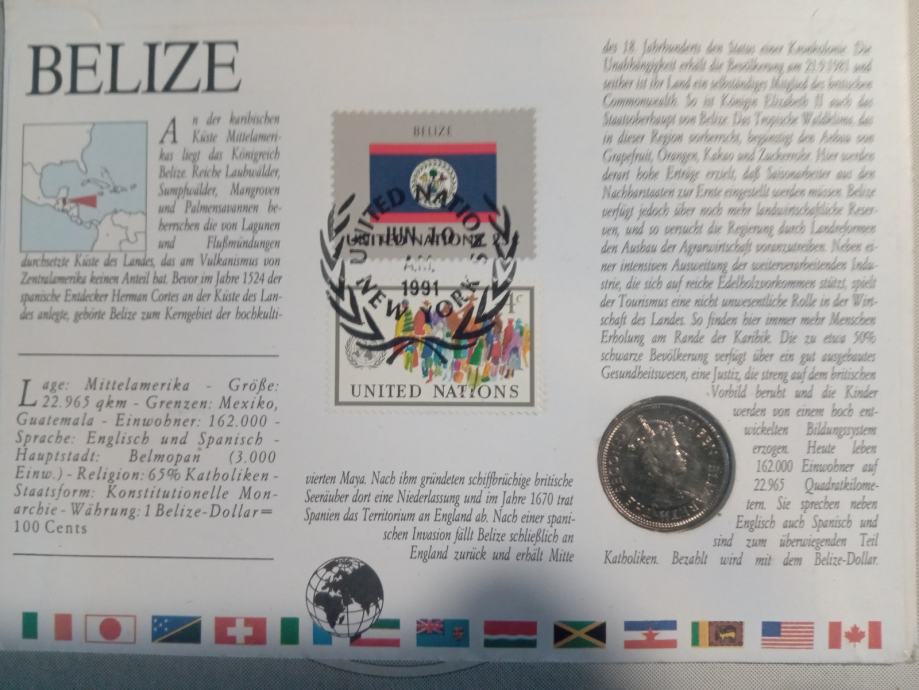 BELIZE
An der karibischen
Küste Mittelameri-
kas liegt das Königreich
Belize. Reiche Laubwälder,
Sumpfwälder, Mangroven
und Palmensavannen be-
herrschen die von Lagunen
und Flußmündungen
durchsetzte Küste des Landes, das am Vulkanismus von
Zentralamerika keinen Anteil hat. Bevor im Jahre 1524 der
spanische Entdecker Herman Cortes an der Küste des Lan-
des anlegte, gehörte Belize zum Kerngebiet der hochkulti-
Lage: Mittelamerika - Größe:
22.965 qkm - Grenzen: Mexiko,
Guatemala - Einwohner: 162.000 -
Sprache: Englisch und Spanisch -
Hauptstadt: Belmopan (3.000
Einw.) - Religion: 65% Katholiken -
Staatsform: Konstitutionelle Mon-
archie - Währung: 1 Belize-Dollar=
100 Cents
BELIZE
UNITED NATIONS
UNITED NATIONS
JUN 10
A.M.
1991
NEW YORK
UNITED NATIONS
vierten Maya. Nach ihm gründeten schiffbrüchige britische
Seeräuber dort eine Niederlassung und im Jahre 1670 trat
Spanien das Territorium an England ab. Nach einer spani-
schen Invasion fällt Belize schließlich an
England zurück und erhält Mitte
des 18. Jahrhunderts den Status einer Kronkolonie. Die
Unabhängigkeit erhält die Bevölkerung am 21.9.1981 und
seither ist ihr Land ein selbständiges Mitglied des britischen
Commonwealth. So ist Königin Elizabeth II auch das
Staatsoberhaupt von Belize. Das Tropische Waldklima, das
in dieser Region vorherrscht, begünstigt den Anbau von
Grapefruit, Orangen, Kakao und Zuckerrohr. Hier werden
derart hohe Erträge erzielt, daß Saisonarbeiter aus den
Nachbarstaaten zur Ernte eingestellt werden müssen. Belize
verfügt jedoch über noch mehr landwirtschaftliche Reser-
ven, und so versucht die Regierung durch Landreformen
den Ausbau der Agrarwirtschaft voranzutreiben. Neben ei-
ner intensiven Ausweitung der weiterverarbeitenden Indu-
strie, die sich auf reiche Edelholzvorkommen stützt, spielt
der Tourismus eine nicht unwesentliche Rolle in der Wirt-
schaft des Landes. So finden hier immer mehr Menschen
Erholung am Rande der Karibik. Die zu etwa 50%
schwarze Bevölkerung verfügt über ein gut ausgebautes
Gesundheitswesen, eine Justiz, die streng auf dem britischen
Vorbild beruht und die Kinder
werden von einem hoch ent-
wickelten Bildungssystem
erzogen. Heute leben
162.000 Einwohner auf
22.965 Quadratkilome-
tern. Sie sprechen neben
Englisch auch Spanisch und
sind zum überwiegenden Teil
Katholiken. Bezahlt wird mit dem Belize-Dollar.
QUEEN ELIZABETH